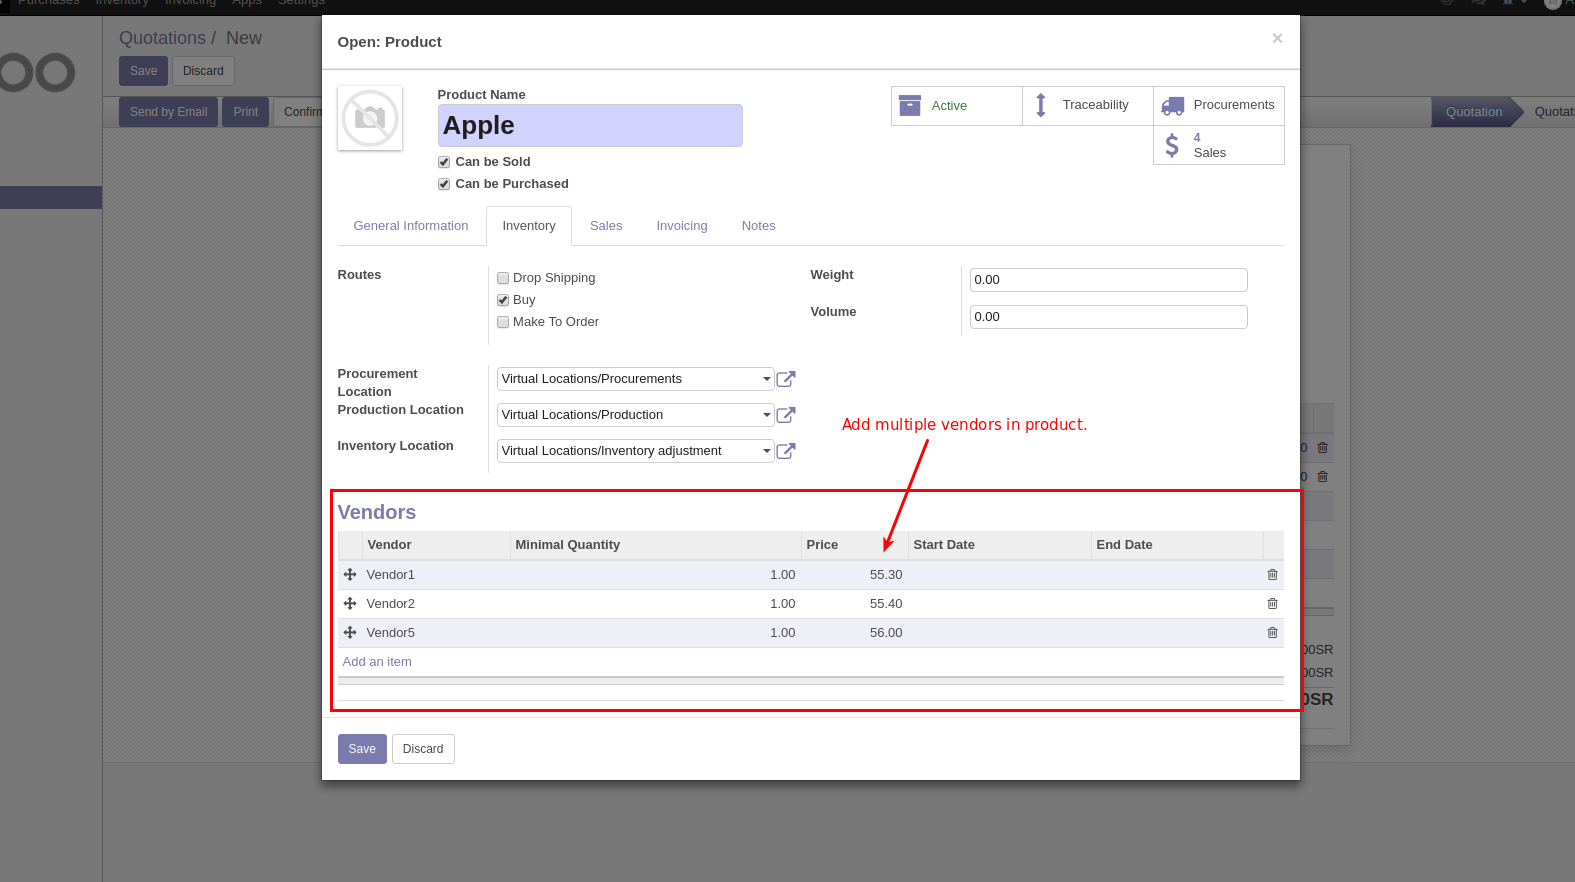 Purchases Inventory Invoicing Apps Settings
Quotations / New
Save Discard
Send by Email Print Confirm
Quotation
Open: Product ×
Product Name
Apple
Can be Sold
Can be Purchased
Active Traceability Procurements
4
Sales
General Information Inventory Sales Invoicing Notes
Routes
Drop Shipping
Buy
Make To Order
Weight 0.00
Volume 0.00
Procurement
Location
Virtual Locations/Procurements
Production Location Virtual Locations/Production
Inventory Location Virtual Locations/Inventory adjustment
Add multiple vendors in product.
Vendors
Vendor Minimal Quantity Price Start Date End Date
Vendor1 1.00 55.30
Vendor2 1.00 55.40
Vendor5 1.00 56.00
Add an item
00SR
00SR
0SR
Save Discard